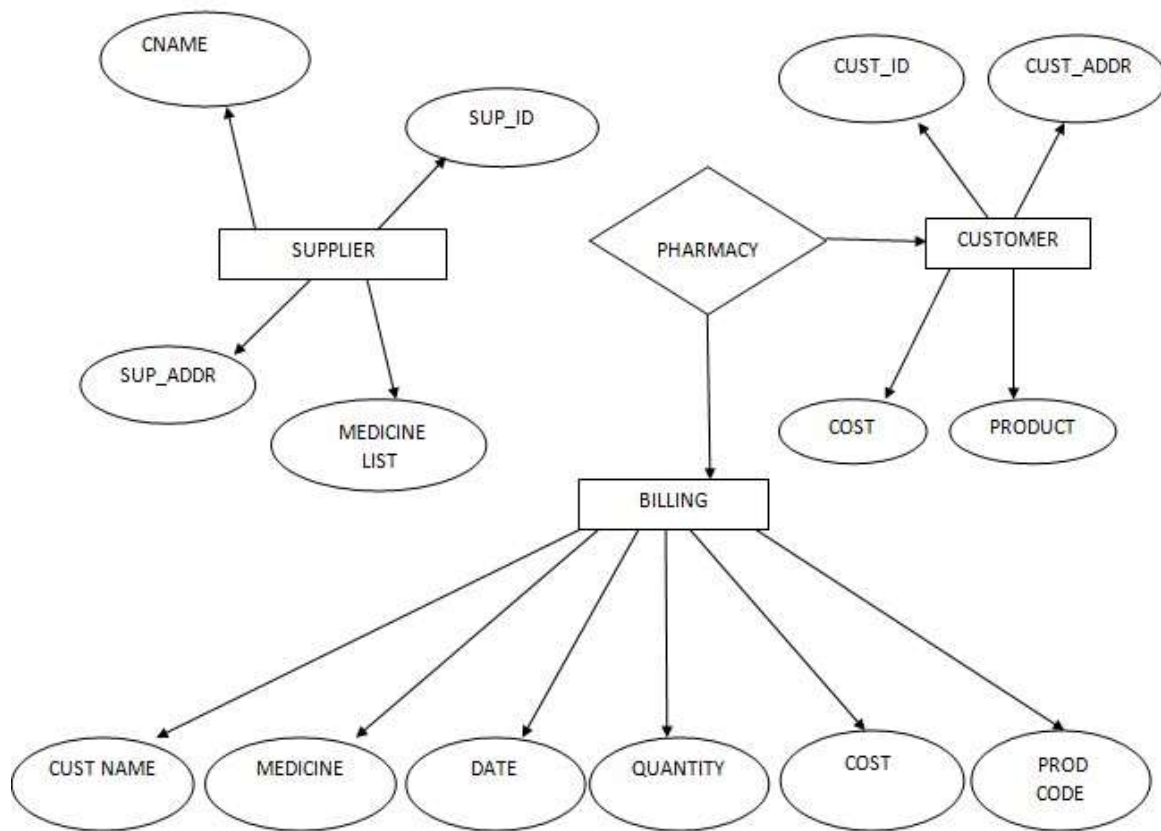 CNAME
CUST_ID
CUST_ADDR
SUP_ID
SUPPLIER
PHARMACY
CUSTOMER
SUP_ADDR
MEDICINE
LIST
COST
PRODUCT
BILLING
CUST NAME
MEDICINE
DATE
QUANTITY
COST
PROD
CODE